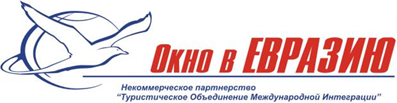 Окно в ЕВРАЗИЮ
Некоммерческое партнерство
“Туристическое Объединение Международной Интеграции”